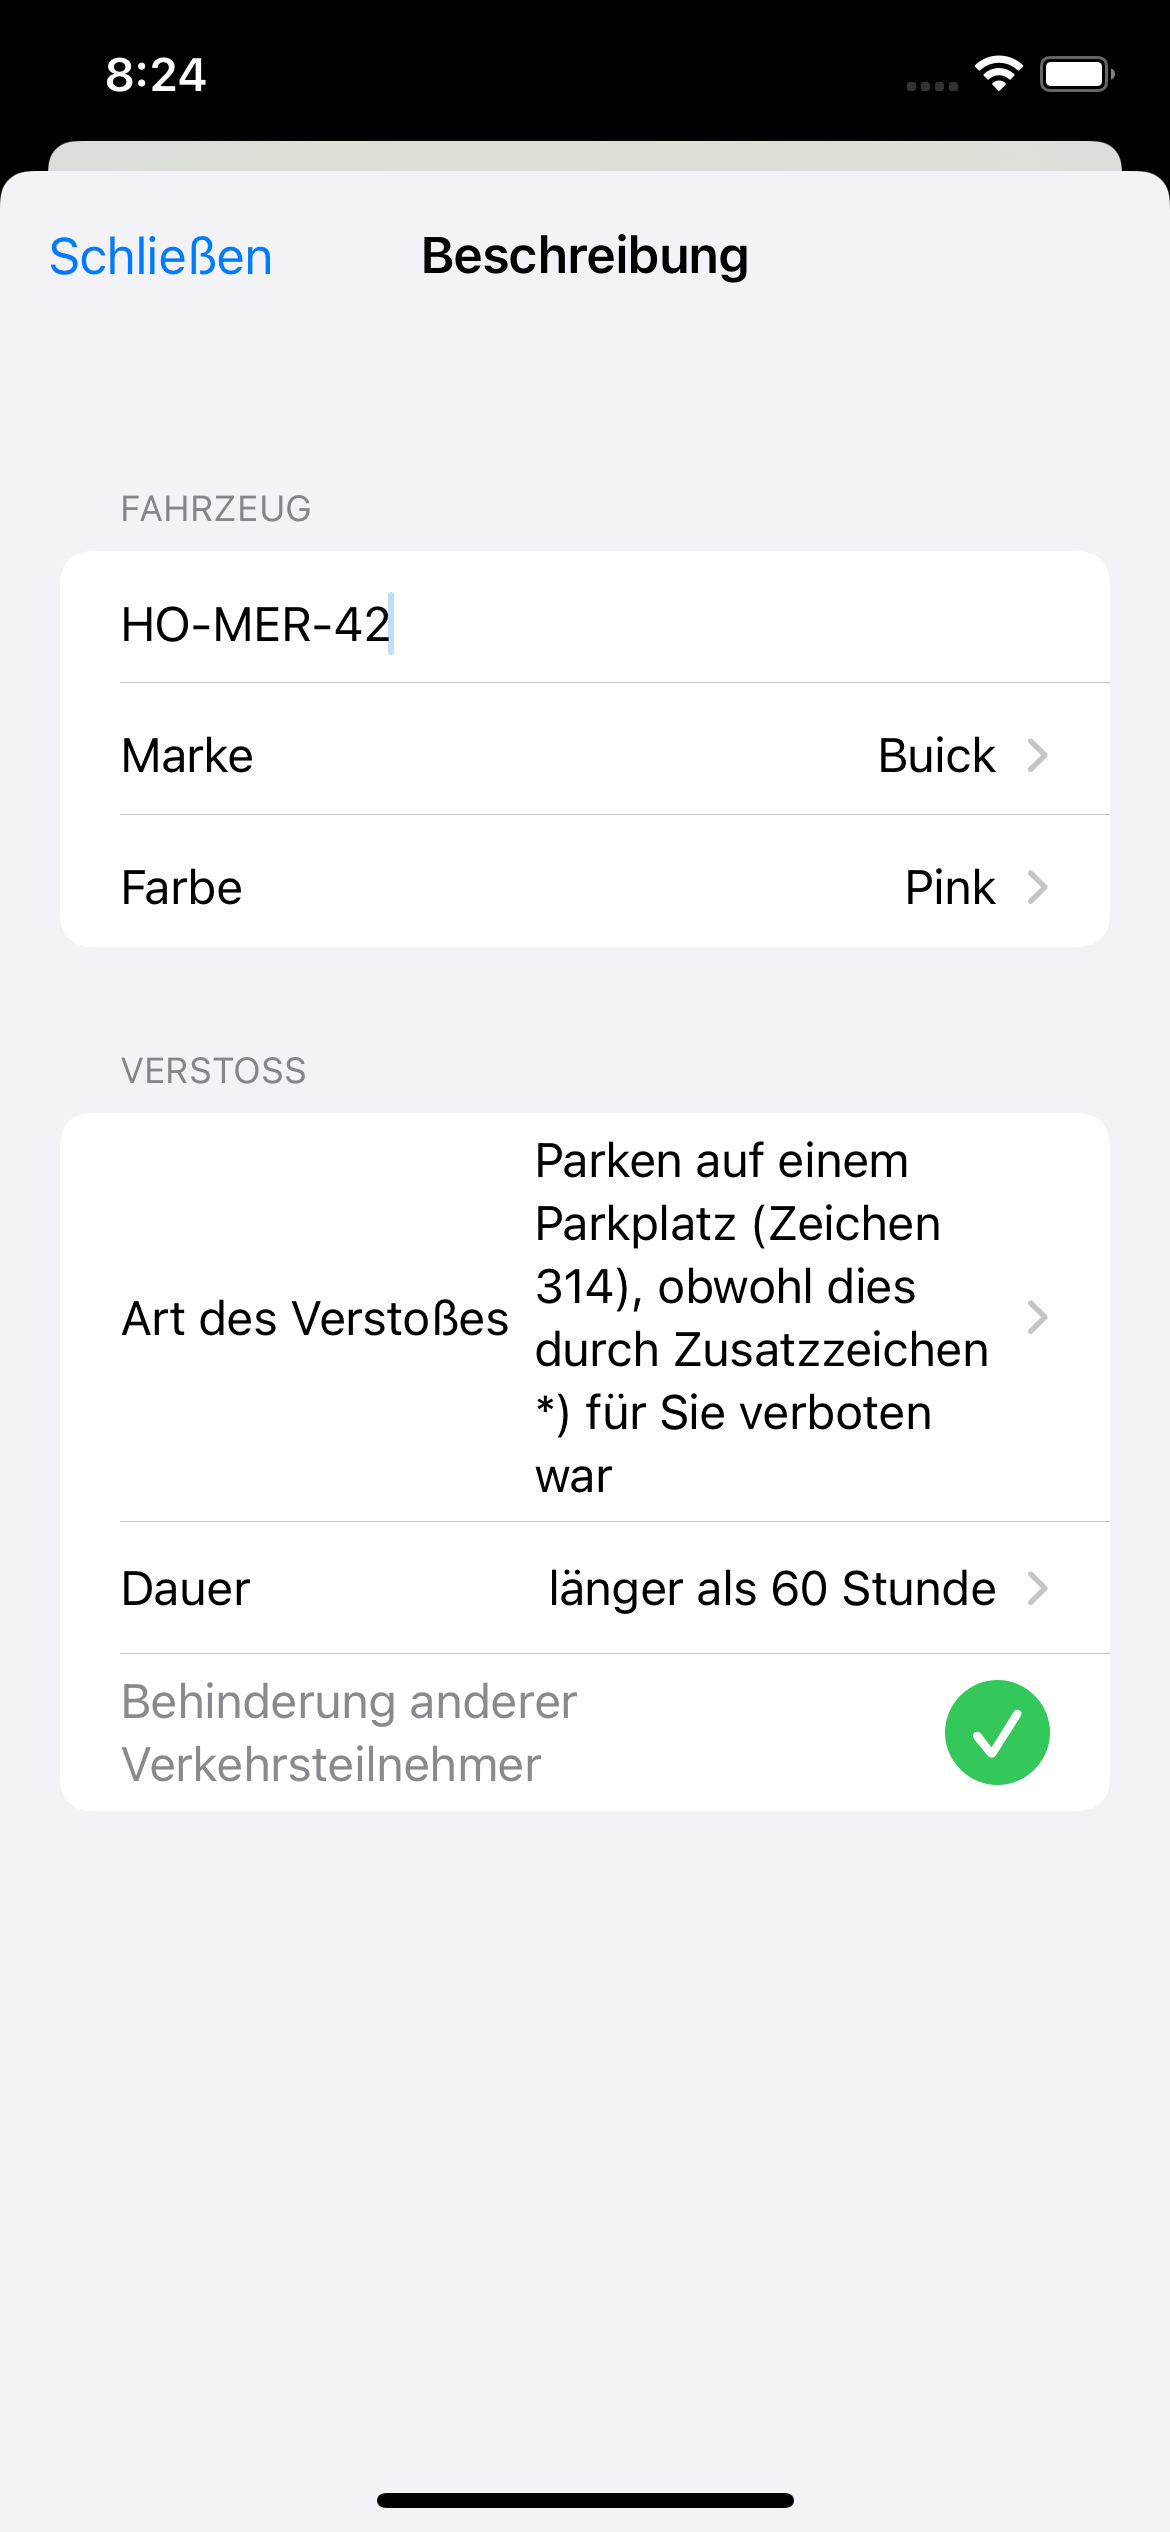 8:24
Schließen
Beschreibung
FAHRZEUG
HO-MER-42
Marke
Buick
Farbe
Pink
VERSTOSS
Art des Verstoßes
Parken auf einem
Parkplatz (Zeichen
314), obwohl dies
durch Zusatzzeichen
*) für Sie verboten
war
Dauer
länger als 60 Stunde
Behinderung anderer
Verkehrsteilnehmer